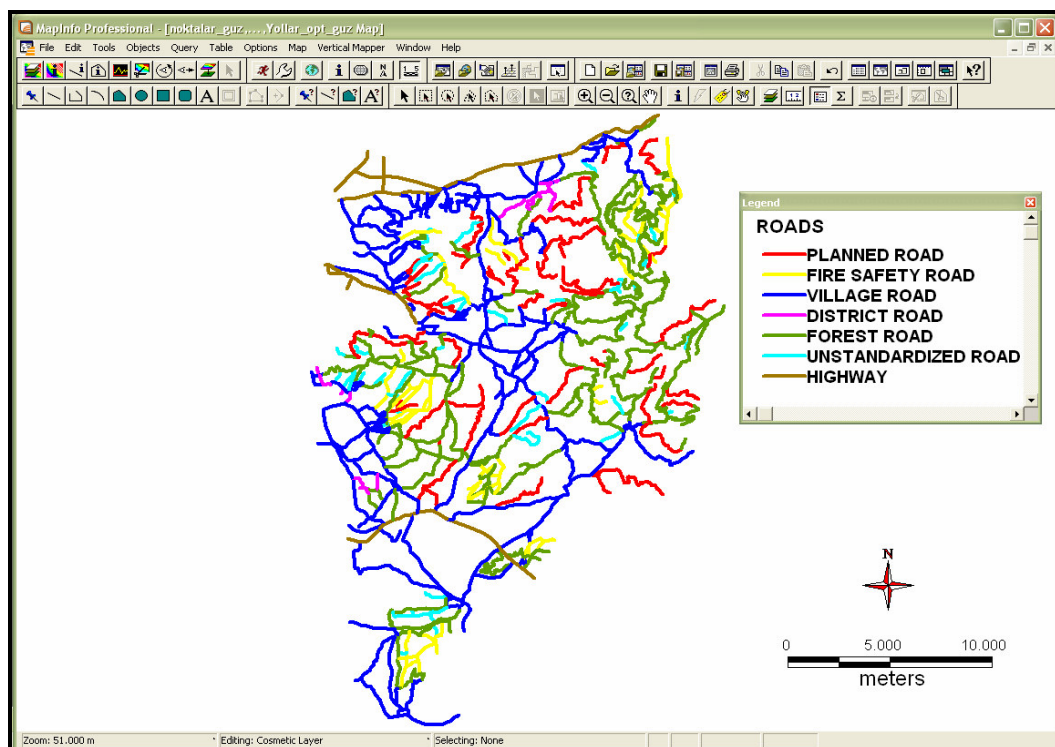 MapInfo Professional - [noktalar_guz,...,Yollar_opt_guz Map]
File Edit Tools Objects Query Table Options Map Vertical Mapper Window Help
Legend
ROADS
PLANNED ROAD
FIRE SAFETY ROAD
VILLAGE ROAD
DISTRICT ROAD
FOREST ROAD
UNSTANDARDIZED ROAD
HIGHWAY
N
0 5.000 10.000
meters
Zoom: 51.000 m Editing: Cosmetic Layer Selecting: None